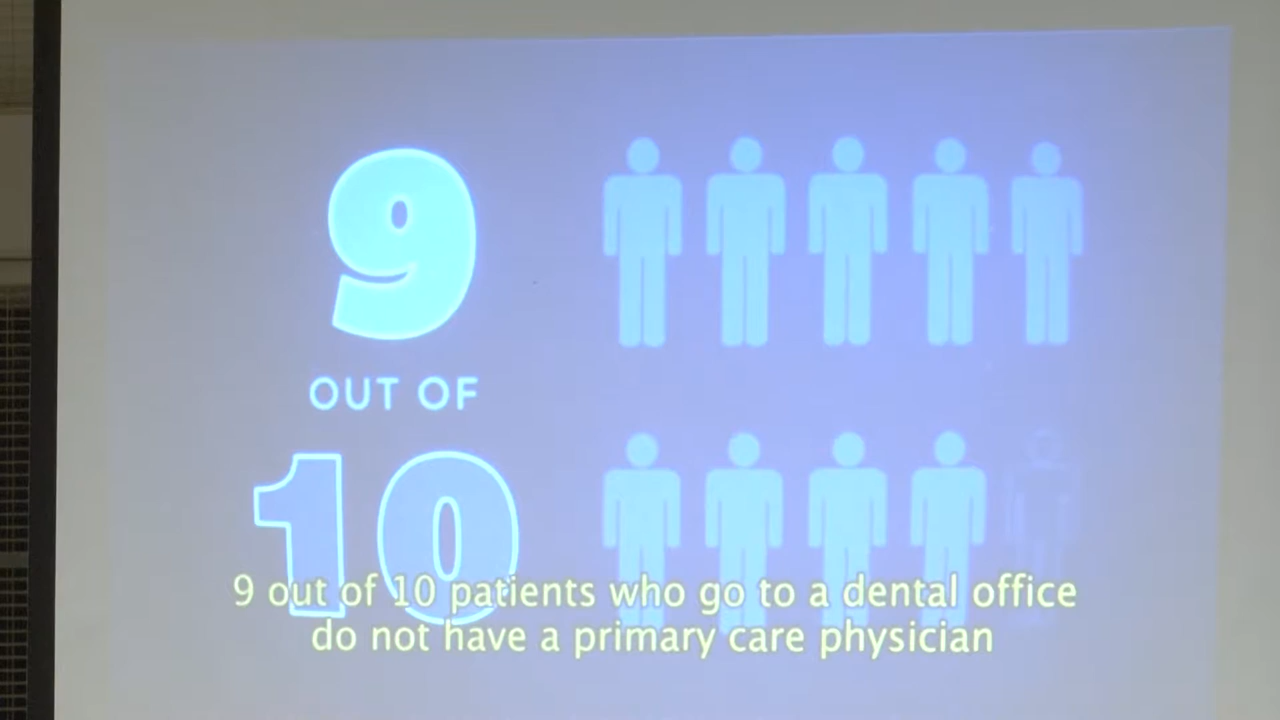 9
OUT OF
10
9 out of 10 patients who go to a dental office
do not have a primary care physician